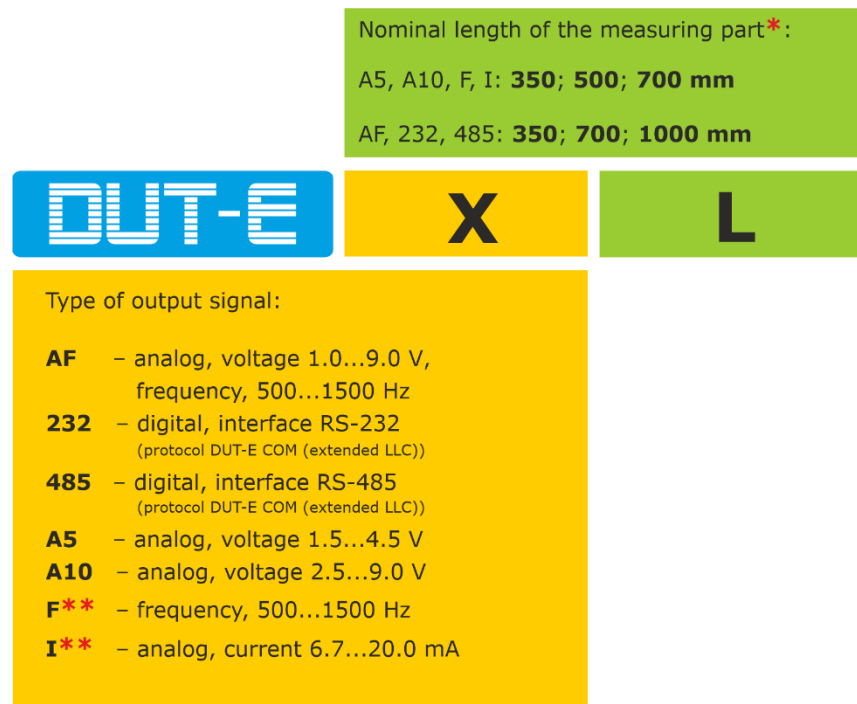 Nominal length of the measuring part*:
A5, A10, F, I: 350; 500; 700 mm
AF, 232, 485: 350; 700; 1000 mm
DUT-E X L
Type of output signal:
AF – analog, voltage 1.0...9.0 V,
frequency, 500...1500 Hz
232 – digital, interface RS-232
(protocol DUT-E COM (extended LLC))
485 – digital, interface RS-485
(protocol DUT-E COM (extended LLC))
A5 – analog, voltage 1.5...4.5 V
A10 – analog, voltage 2.5...9.0 V
F** – frequency, 500...1500 Hz
I** – analog, current 6.7...20.0 mA